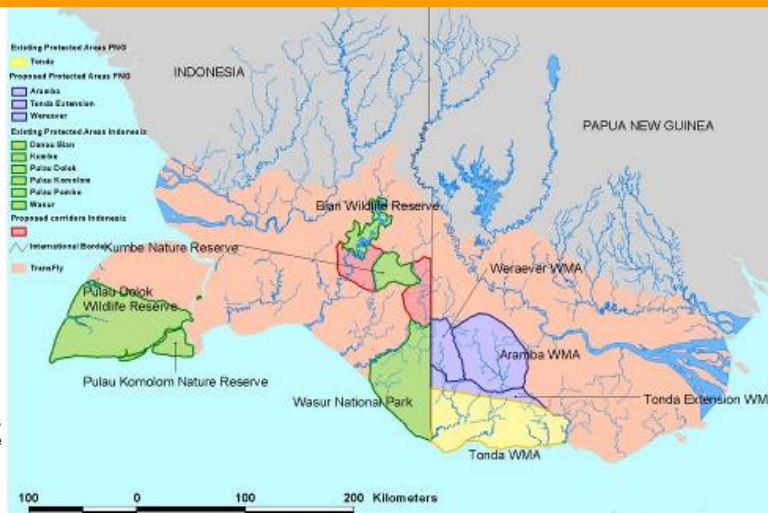 Existing Protected Areas PNG
Tonda
Proposed Protected Areas PNG
Aramba
Tonda Extension
Wereaver
Existing Protected Areas Indonesia
Danau Bian
Kumbe
Pulau Dolok
Pulau Komolom
Pulau Pombo
Wasur
Proposed corridors Indonesia
International Border
TransFly
INDONESIA
PAPUA NEW GUINEA
Bian Wildlife Reserve
Kumbe Nature Reserve
Weraever WMA
Pulau Dolok
Wildlife Reserve
Aramba WMA
Pulau Komolom Nature Reserve
Wasur National Park
Tonda Extension WM
Tonda WMA
100 0 100 200 Kilometers